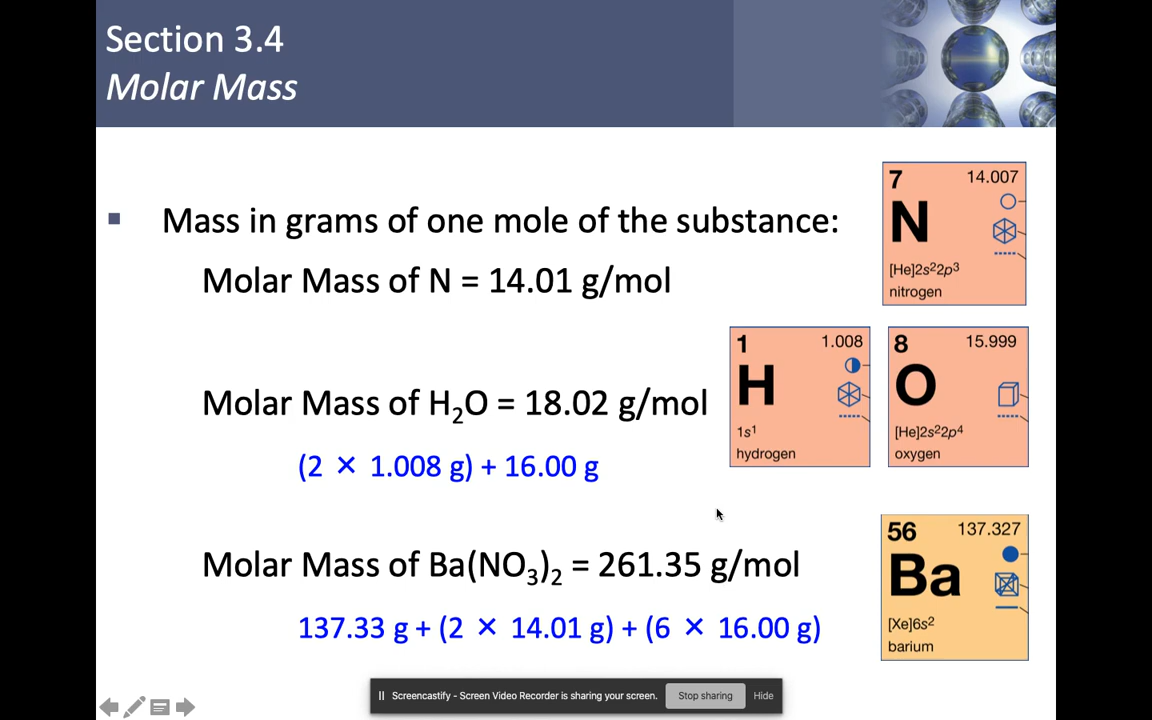 Section 3.4
Molar Mass
▪ Mass in grams of one mole of the substance:
Molar Mass of N = 14.01 g/mol
7 14.007
N
[He]2s²2p³
nitrogen
Molar Mass of H₂O = 18.02 g/mol
(2 × 1.008 g) + 16.00 g
1 1.008
H
1s¹
hydrogen
8 15.999
O
[He]2s²2p⁴
oxygen
Molar Mass of Ba(NO₃)₂ = 261.35 g/mol
137.33 g + (2 × 14.01 g) + (6 × 16.00 g)
56 137.327
Ba
[Xe]6s²
barium
Screencastify - Screen Video Recorder is sharing your screen. Stop sharing Hide